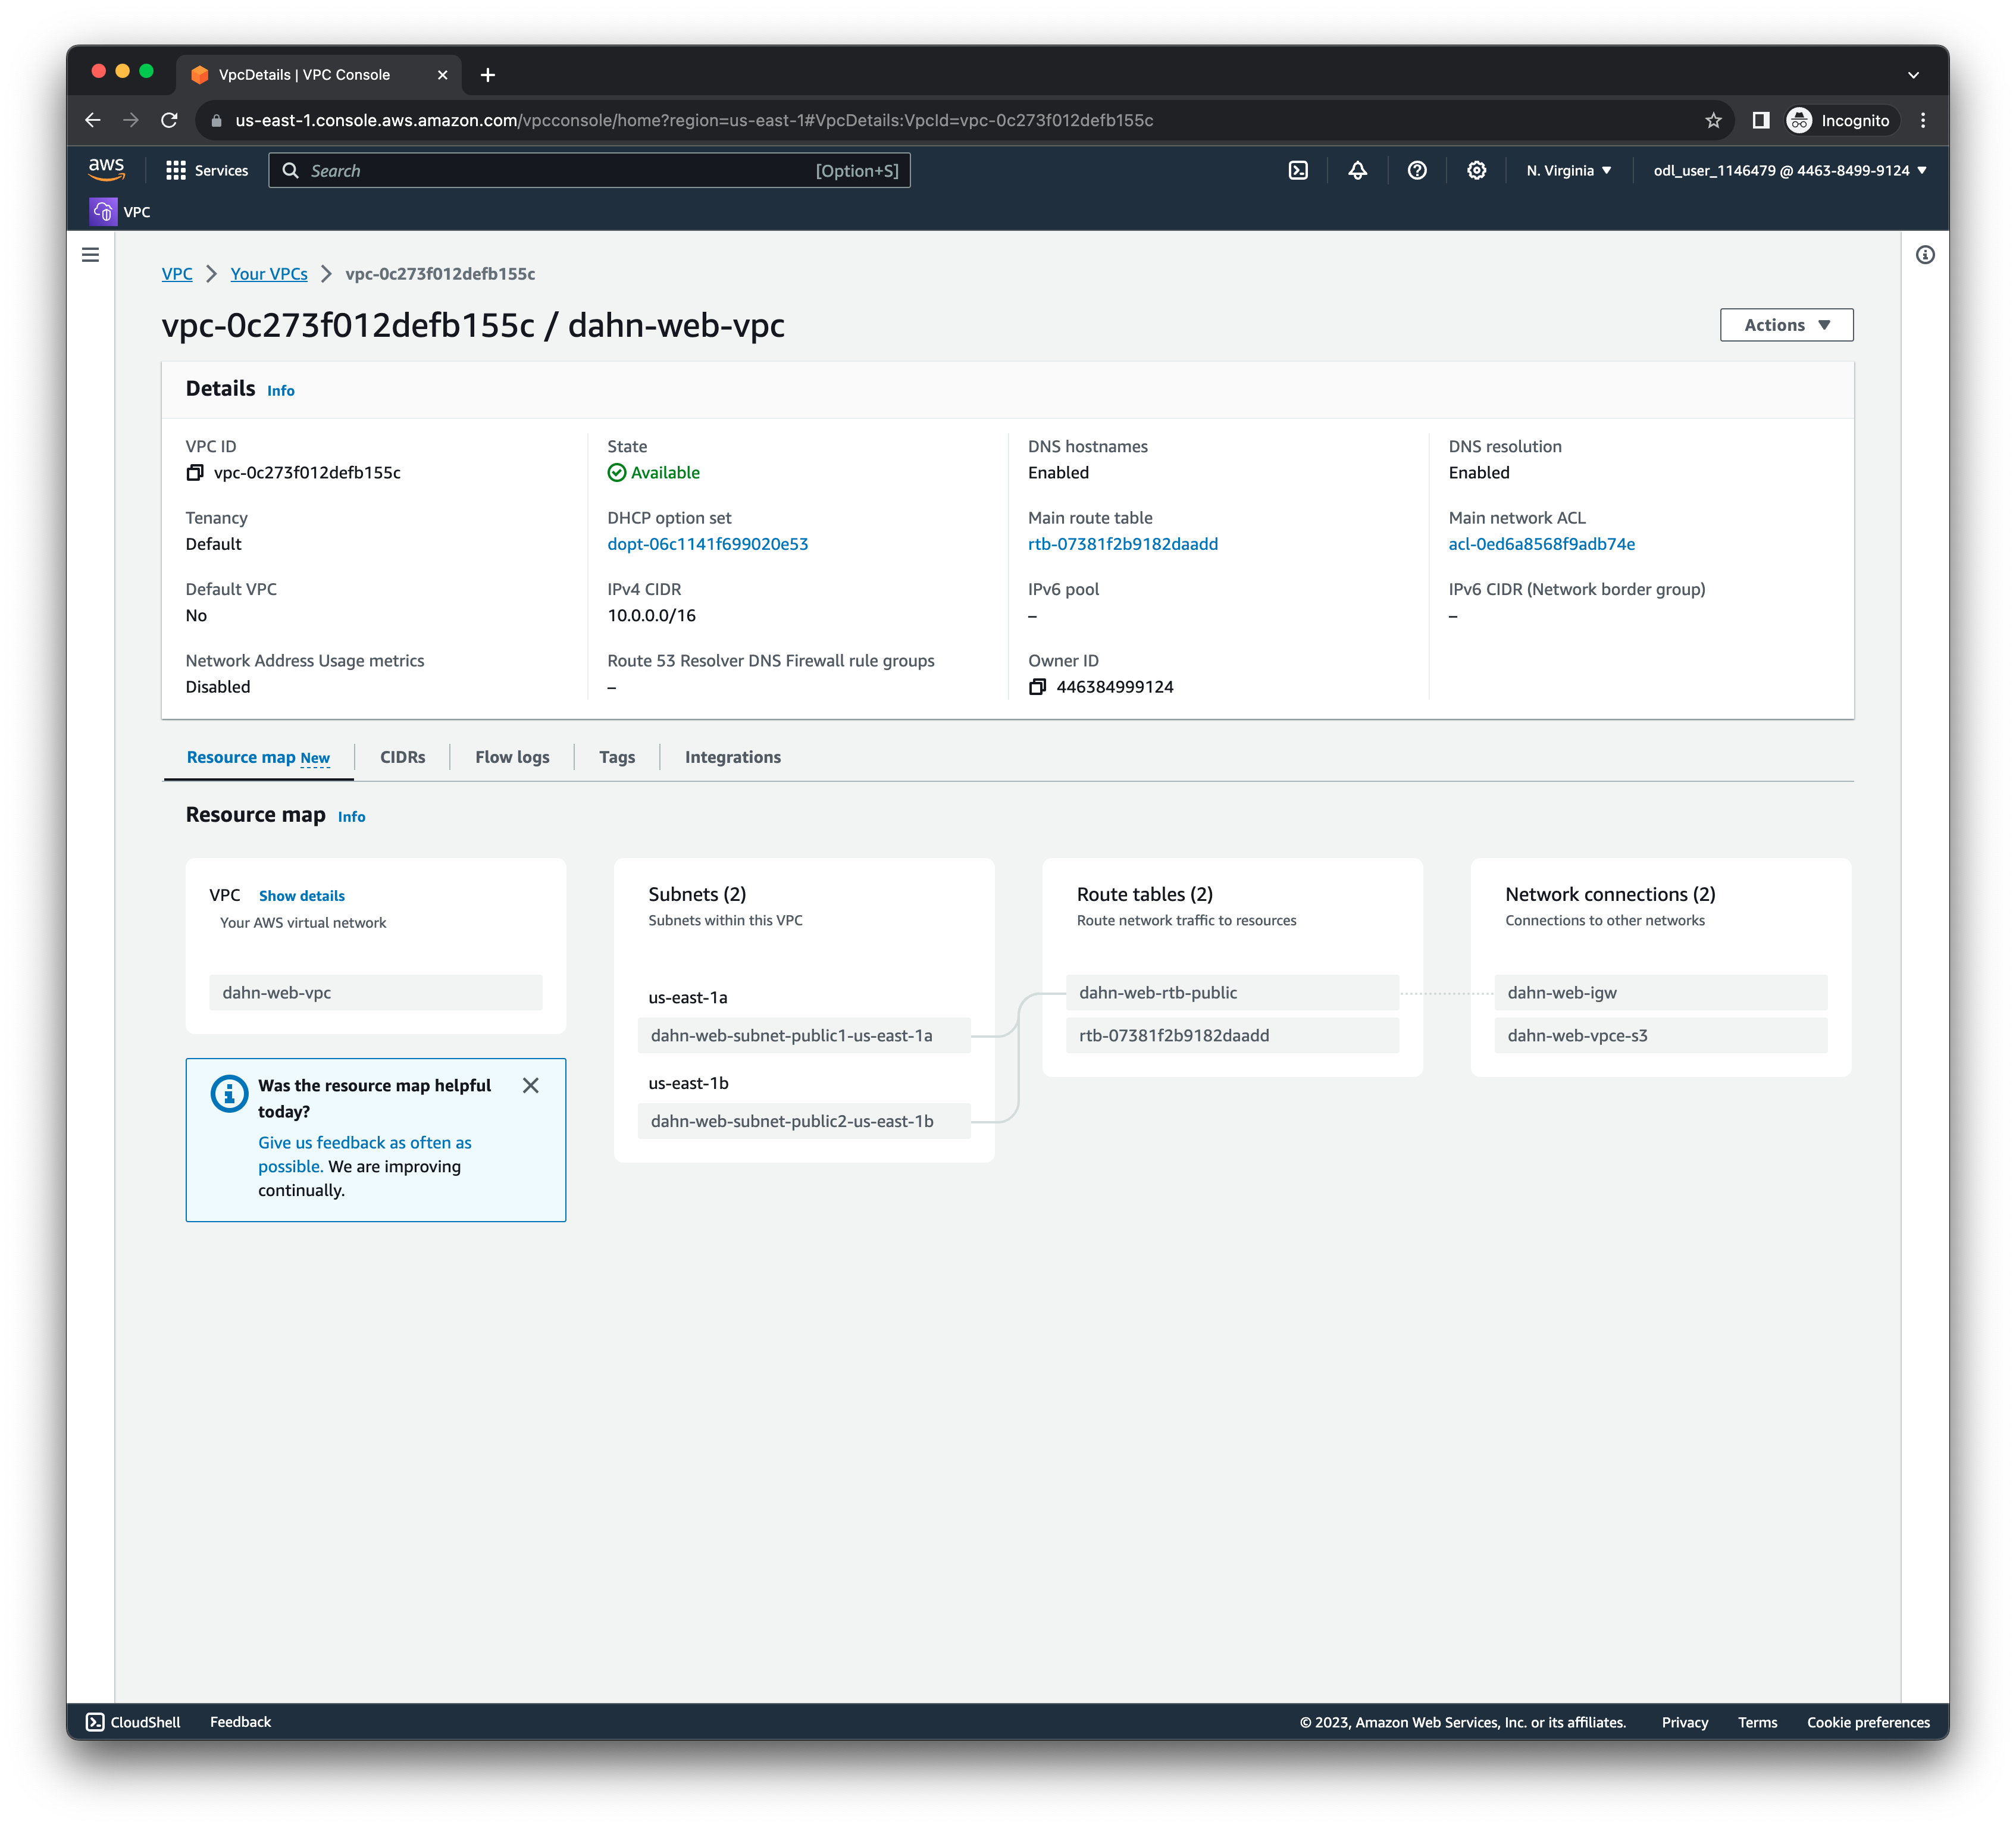 VpcDetails | VPC Console
us-east-1.console.aws.amazon.com/vpcconsole/home?region=us-east-1#VpcDetails:VpcId=vpc-0c273f012defb155c
Incognito
aws
Services
Search
[Option+S]
N. Virginia
odl_user_1146479 @ 4463-8499-9124
VPC
VPC
Your VPCs
vpc-0c273f012defb155c
vpc-0c273f012defb155c / dahn-web-vpc
Actions
Details Info
VPC ID
vpc-0c273f012defb155c
State
Available
DNS hostnames
Enabled
DNS resolution
Enabled
Tenancy
Default
DHCP option set
dopt-06c1141f699020e53
Main route table
rtb-07381f2b9182daadd
Main network ACL
acl-0ed6a8568f9adb74e
Default VPC
No
IPv4 CIDR
10.0.0.0/16
IPv6 pool
–
IPv6 CIDR (Network border group)
–
Network Address Usage metrics
Disabled
Route 53 Resolver DNS Firewall rule groups
–
Owner ID
446384999124
Resource map New
CIDRs
Flow logs
Tags
Integrations
Resource map Info
VPC Show details
Your AWS virtual network
dahn-web-vpc
Was the resource map helpful
today?
Give us feedback as often as
possible. We are improving
continually.
Subnets (2)
Subnets within this VPC
us-east-1a
dahn-web-subnet-public1-us-east-1a
us-east-1b
dahn-web-subnet-public2-us-east-1b
Route tables (2)
Route network traffic to resources
dahn-web-rtb-public
rtb-07381f2b9182daadd
Network connections (2)
Connections to other networks
dahn-web-igw
dahn-web-vpce-s3
CloudShell
Feedback
© 2023, Amazon Web Services, Inc. or its affiliates.
Privacy
Terms
Cookie preferences